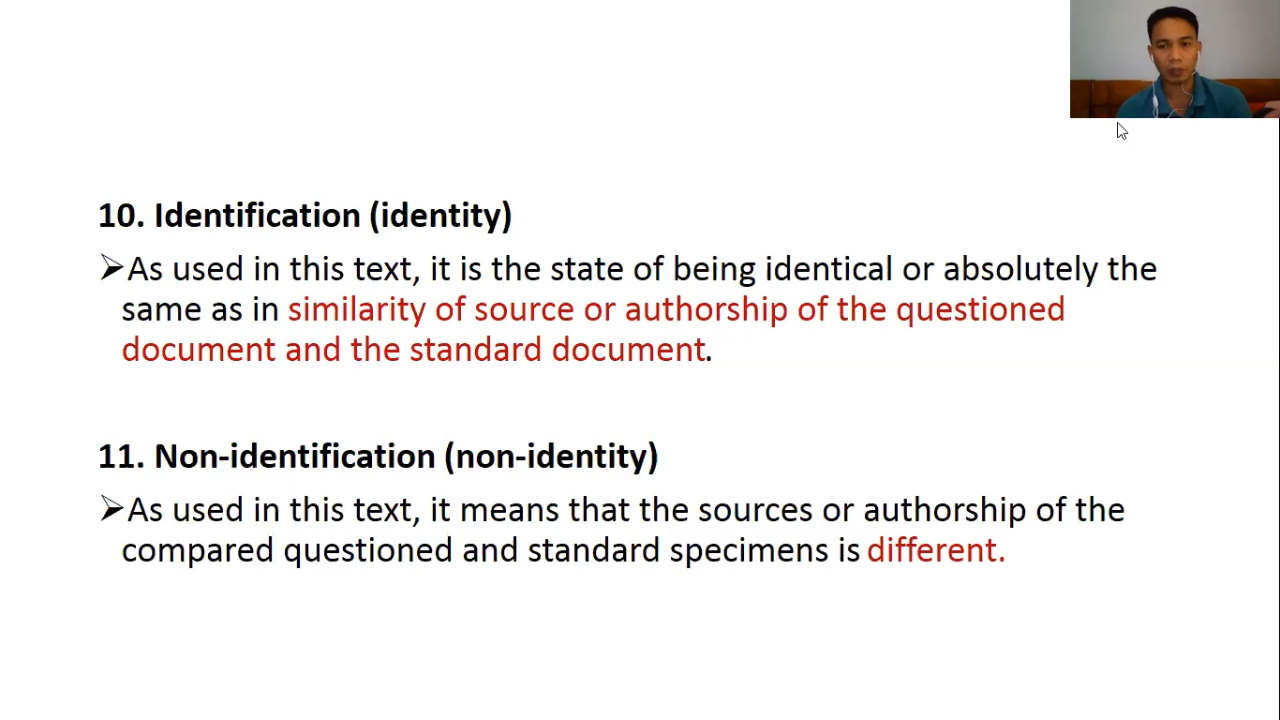 10. Identification (identity)
➢As used in this text, it is the state of being identical or absolutely the
same as in similarity of source or authorship of the questioned
document and the standard document.
11. Non-identification (non-identity)
➢As used in this text, it means that the sources or authorship of the
compared questioned and standard specimens is different.